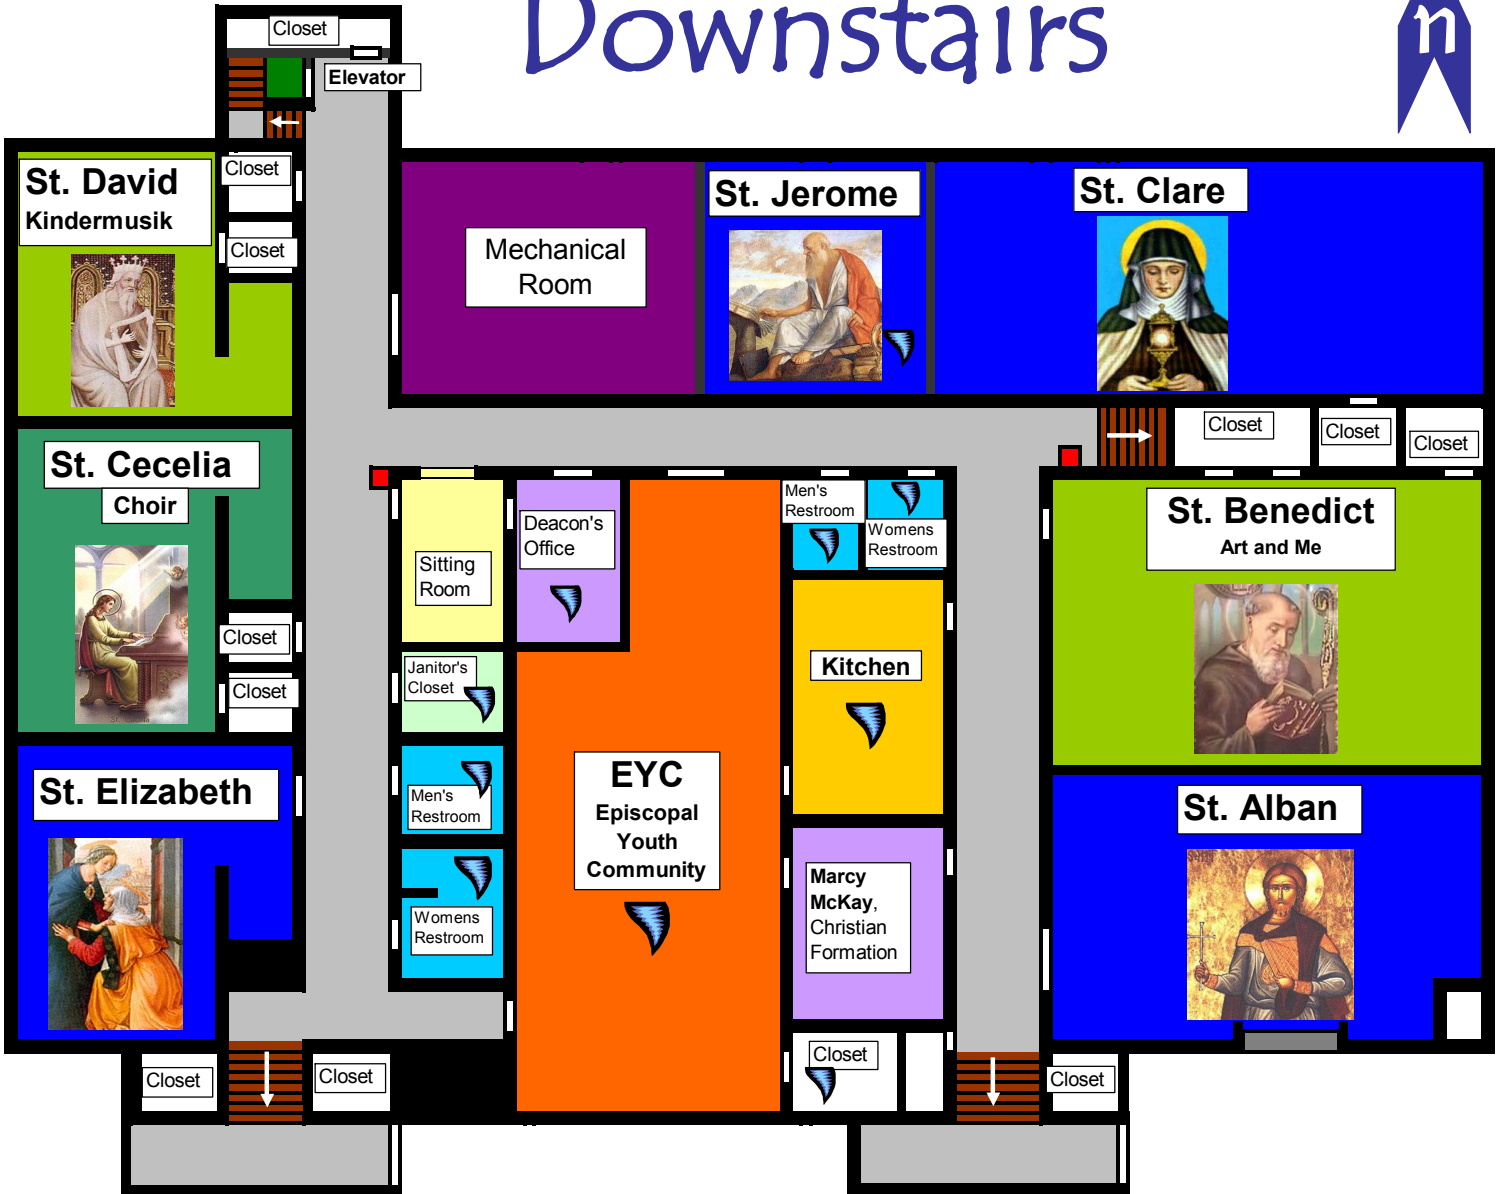 Downstairs
n
Closet
Elevator
St. David
Kindermusik
Closet
Closet
Mechanical
Room
St. Jerome
St. Clare
St. Cecelia
Choir
Closet
Closet
Closet
Closet
Closet
Sitting
Room
Deacon's
Office
Men's
Restroom
Womens
Restroom
St. Benedict
Art and Me
Janitor's
Closet
Kitchen
St. Elizabeth
Men's
Restroom
EYC
Episcopal
Youth
Community
St. Alban
Womens
Restroom
Marcy
McKay,
Christian
Formation
Closet
Closet
Closet
Closet